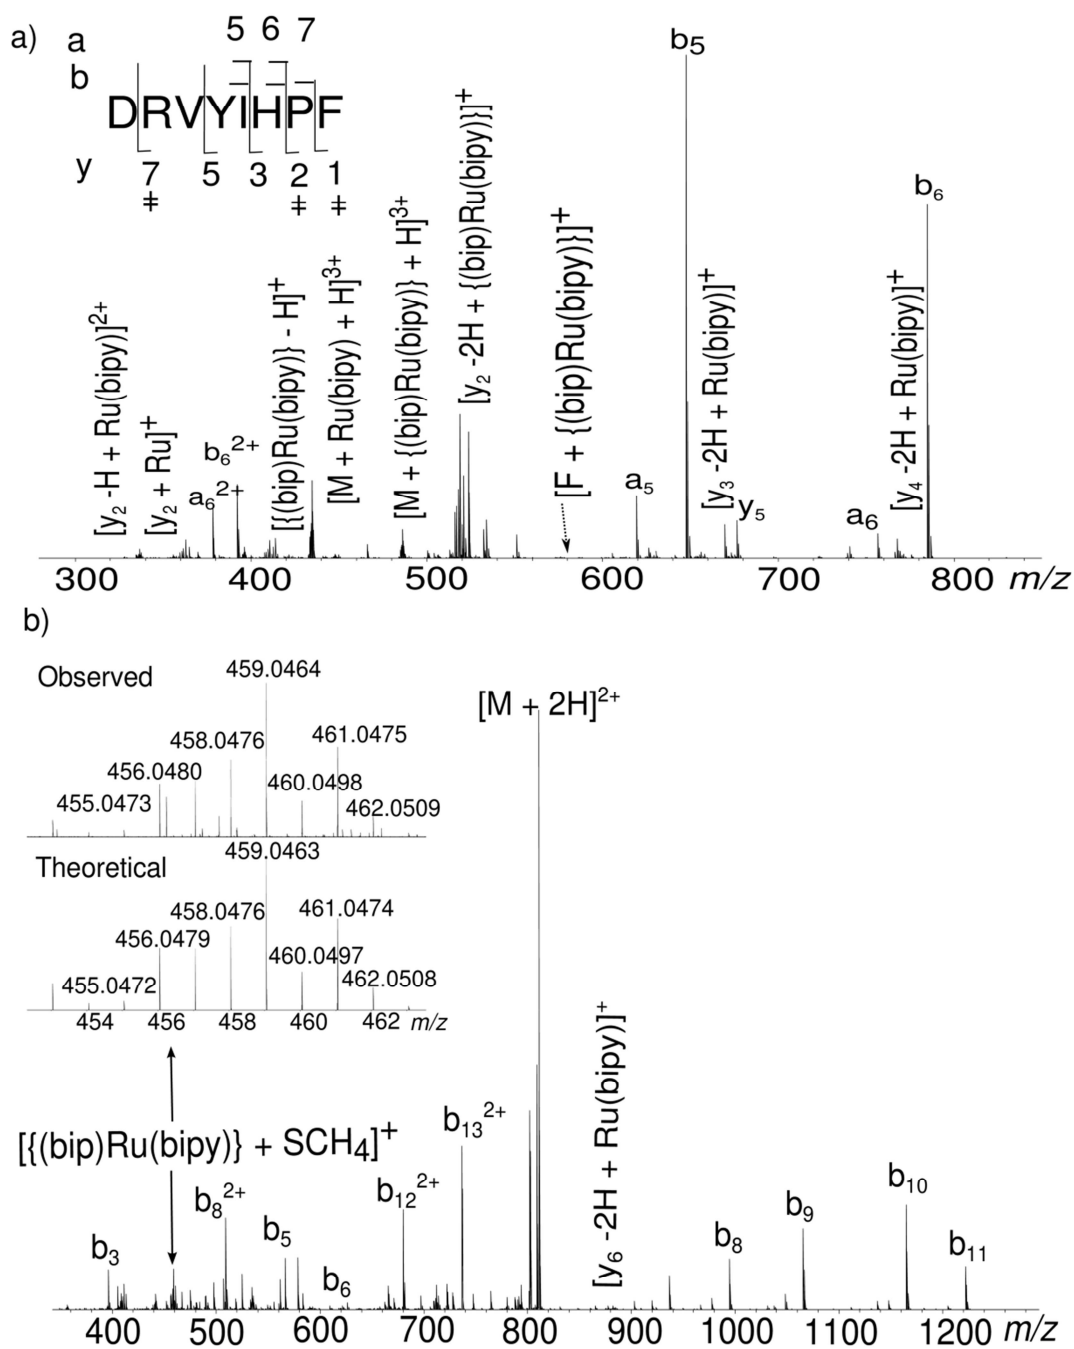 a)
a 5 6 7
b
DRVYIHPF
y 7 5 3 2 1
‡ ‡ ‡
[y2 -H + Ru(bipy)]2+
[y2 + Ru]+
a6 2+
b6 2+
[{(bip)Ru(bipy)} - H]+
[M + Ru(bipy) + H]3+
[M + {(bip)Ru(bipy)} + H]3+
[y2 -2H + {(bip)Ru(bipy)}]+
[F + {(bip)Ru(bipy)}]+
a5
b5
[y3 -2H + Ru(bipy)]+
y5
a6
[y4 -2H + Ru(bipy)]+
b6
300 400 500 600 700 800 m/z
b)
Observed
459.0464
458.0476
461.0475
456.0480
460.0498
455.0473
462.0509
Theoretical
459.0463
458.0476
461.0474
456.0479
460.0497
455.0472
462.0508
454 456 458 460 462 m/z
[M + 2H]2+
[{(bip)Ru(bipy)} + SCH4]+
b3
b8 2+
b5
b6
b12 2+
b13 2+
[y6 -2H + Ru(bipy)]+
b8
b9
b10
b11
400 500 600 700 800 900 1000 1100 1200 m/z